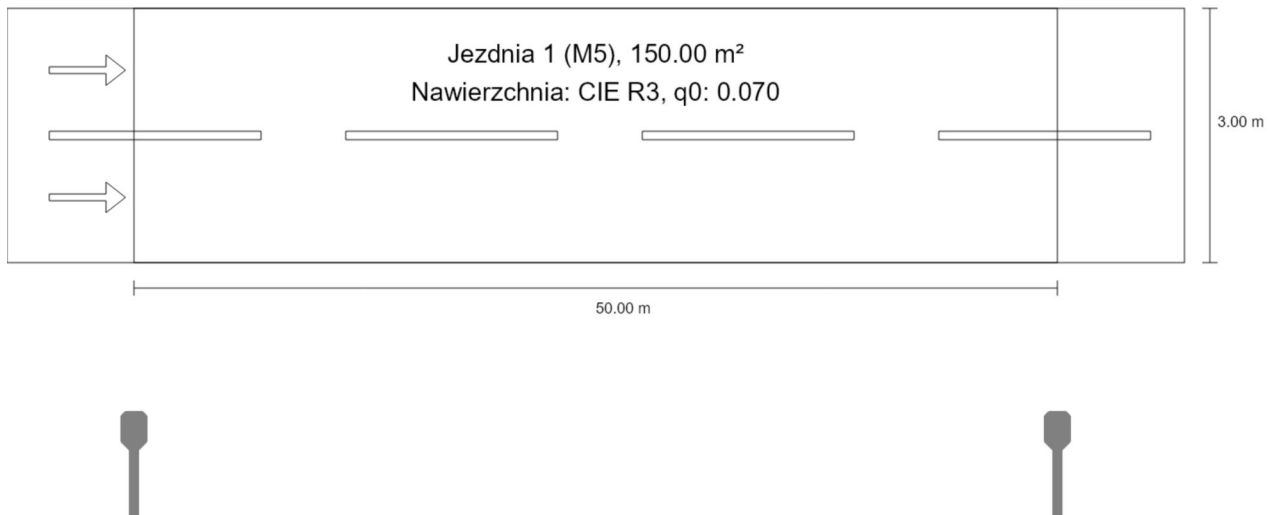 Jezdnia 1 (M5), 150.00 m²
Nawierzchnia: CIE R3, q0: 0.070
3.00 m
50.00 m